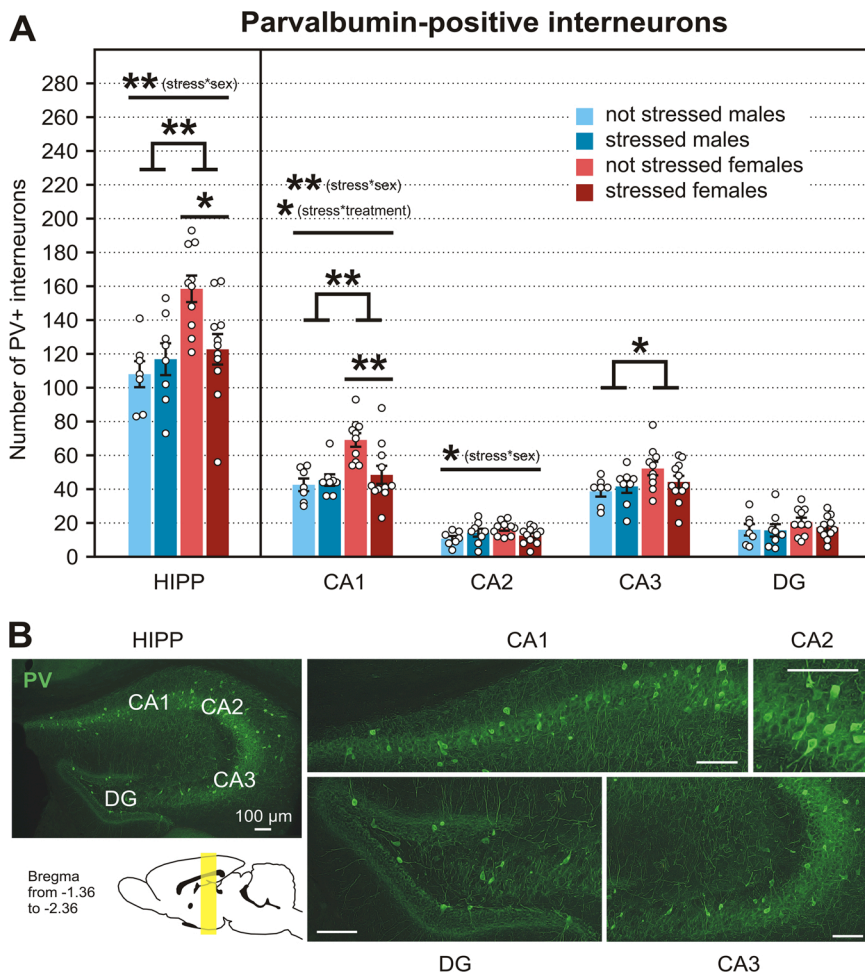 A
Parvalbumin-positive interneurons
Number of PV+ interneurons
280
260
240
220
200
180
160
140
120
100
80
60
40
20
0
** (stress*sex)
**
*
** (stress*sex)
* (stress*treatment)
**
**
* (stress*sex)
*
not stressed males
stressed males
not stressed females
stressed females
HIPP CA1 CA2 CA3 DG
B
HIPP CA1 CA2
PV
CA1
CA2
CA3
DG
100 µm
Bregma
from -1.36
to -2.36
DG CA3